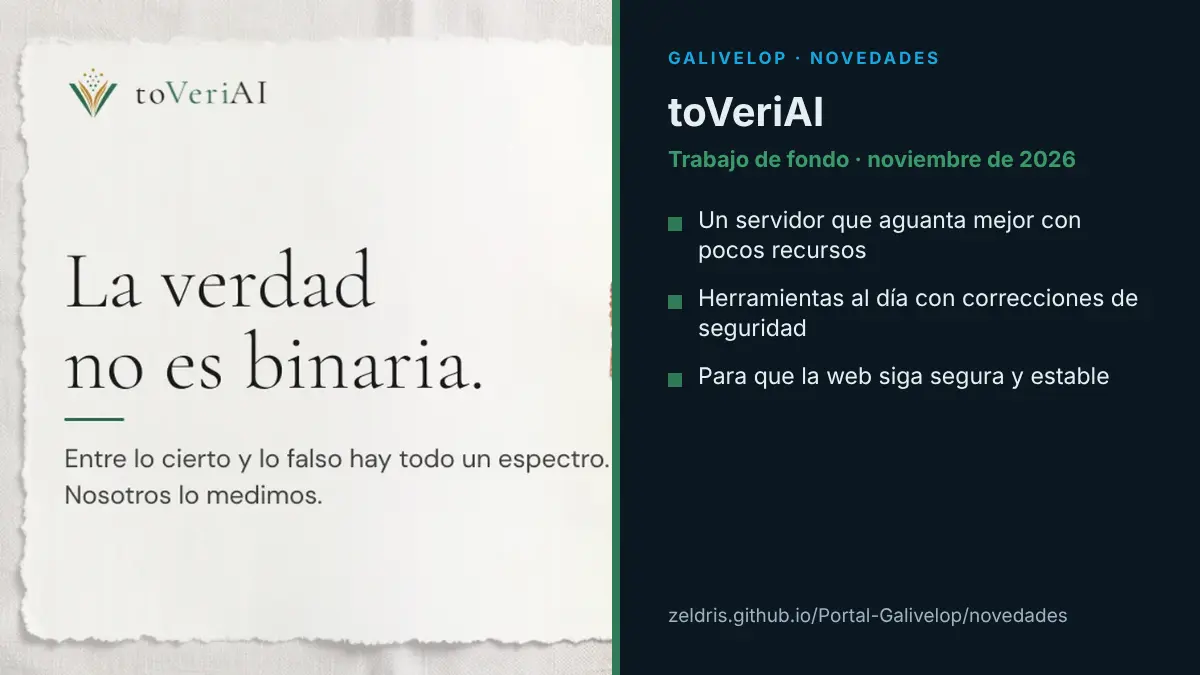 toVeriAI
La verdad
no es binaria.
Entre lo cierto y lo falso hay todo un espectro.
Nosotros lo medimos.
GALIVELOP · NOVEDADES
toVeriAI
Trabajo de fondo · noviembre de 2026
Un servidor que aguanta mejor con
pocos recursos
Herramientas al día con correcciones de
seguridad
Para que la web siga segura y estable
zeldris.github.io/Portal-Galivelop/novedades